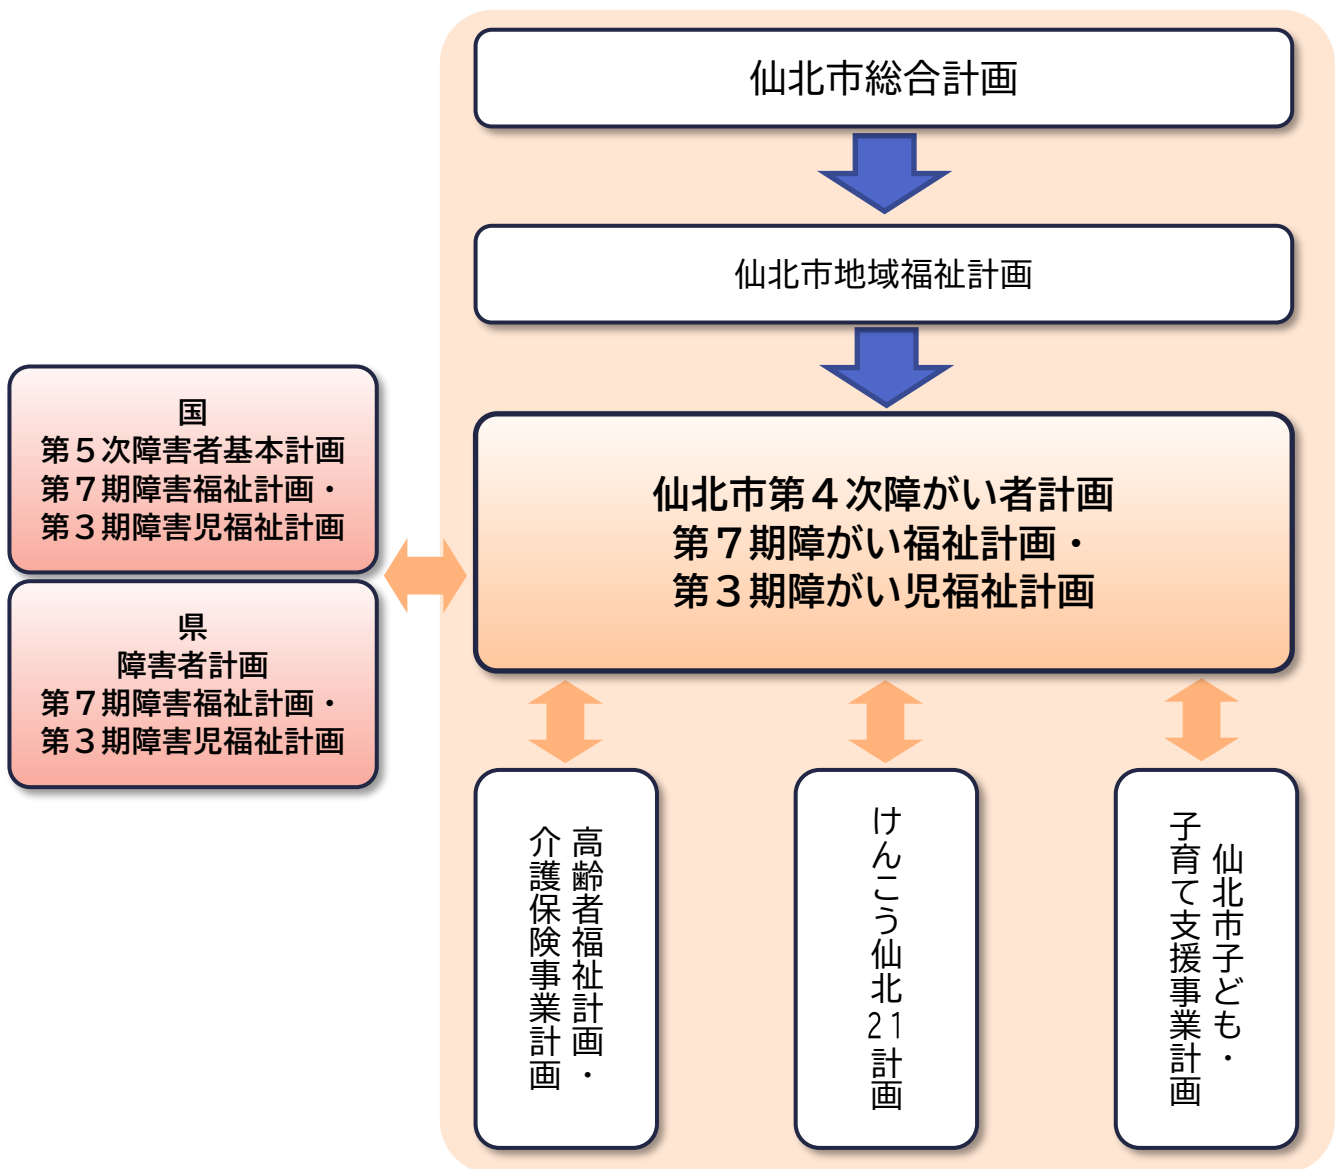 仙北市総合計画
仙北市地域福祉計画
国
第５次障害者基本計画
第７期障害福祉計画・
第３期障害児福祉計画
県
障害者計画
第７期障害福祉計画・
第３期障害児福祉計画
仙北市第４次障がい者計画
第７期障がい福祉計画・
第３期障がい児福祉計画
高齢者福祉計画・
介護保険事業計画
けんこう仙北21計画
仙北市子ども・
子育て支援事業計画